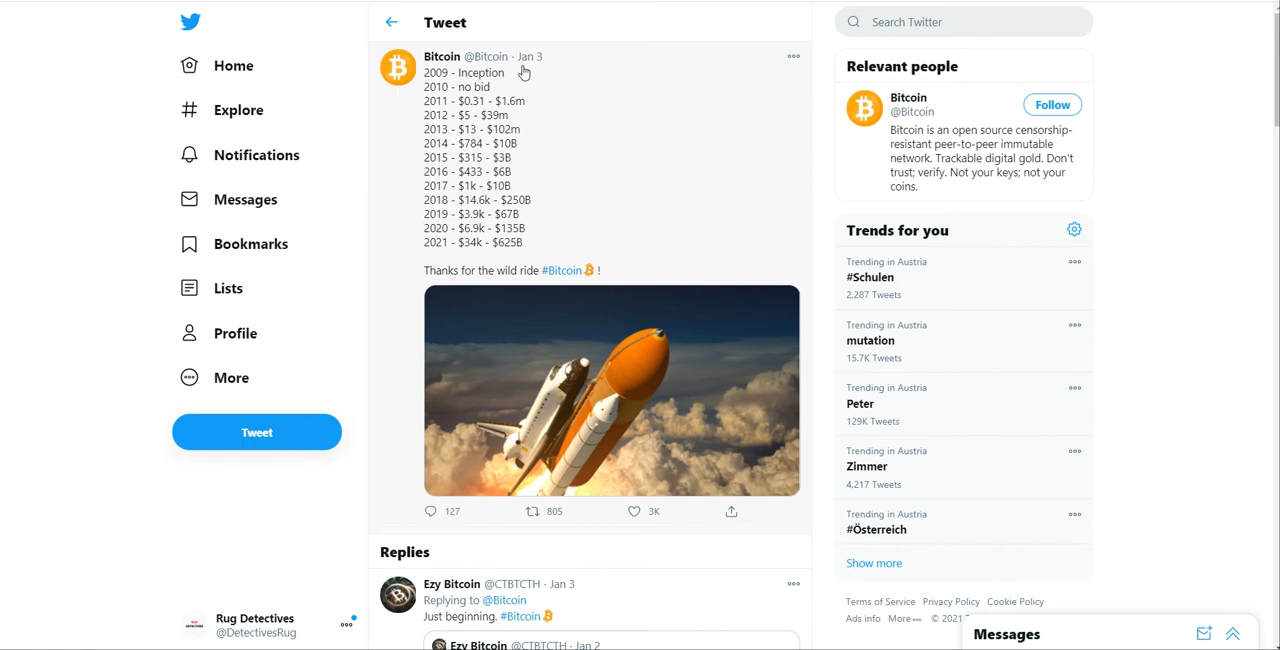 Home
Explore
Notifications
Messages
Bookmarks
Lists
Profile
More
Tweet
Rug Detectives
@DetectivesRug
Tweet
Bitcoin @Bitcoin · Jan 3
2009 - Inception
2010 - no bid
2011 - $0.31 - $1.6m
2012 - $5 - $39m
2013 - $13 - $102m
2014 - $784 - $10B
2015 - $315 - $3B
2016 - $433 - $6B
2017 - $1k - $10B
2018 - $14.6k - $250B
2019 - $3.9k - $67B
2020 - $6.9k - $135B
2021 - $34k - $625B
Thanks for the wild ride #Bitcoin !
127 805 3K
Replies
Ezy Bitcoin @CTBTCTH · Jan 3
Replying to @Bitcoin
Just beginning. #Bitcoin
Ezy Bitcoin @CTBTCTH · Jan 2
Search Twitter
Relevant people
Bitcoin
@Bitcoin
Follow
Bitcoin is an open source censorship-
resistant peer-to-peer immutable
network. Trackable digital gold. Don't
trust; verify. Not your keys; not your
coins.
Trends for you
Trending in Austria
#Schulen
2,287 Tweets
Trending in Austria
mutation
15.7K Tweets
Trending in Austria
Peter
129K Tweets
Trending in Austria
Zimmer
4,217 Tweets
Trending in Austria
#Österreich
Show more
Terms of Service Privacy Policy Cookie Policy
Ads info More © 2021
Messages